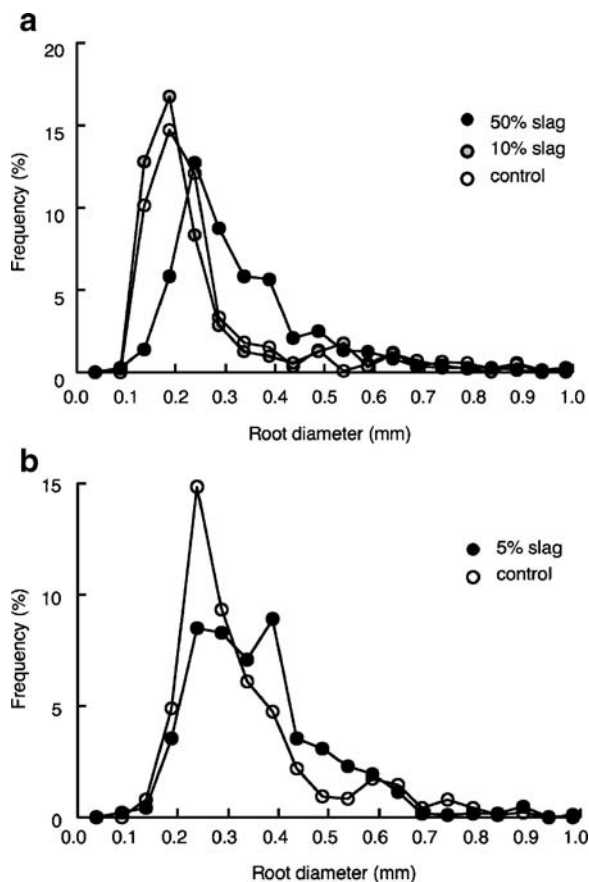 a
20
15
10
5
0
Frequency (%)
50% slag
10% slag
control
0.0 0.1 0.2 0.3 0.4 0.5 0.6 0.7 0.8 0.9 1.0
Root diameter (mm)
b
15
10
5
0
Frequency (%)
5% slag
control
0.0 0.1 0.2 0.3 0.4 0.5 0.6 0.7 0.8 0.9 1.0
Root diameter (mm)